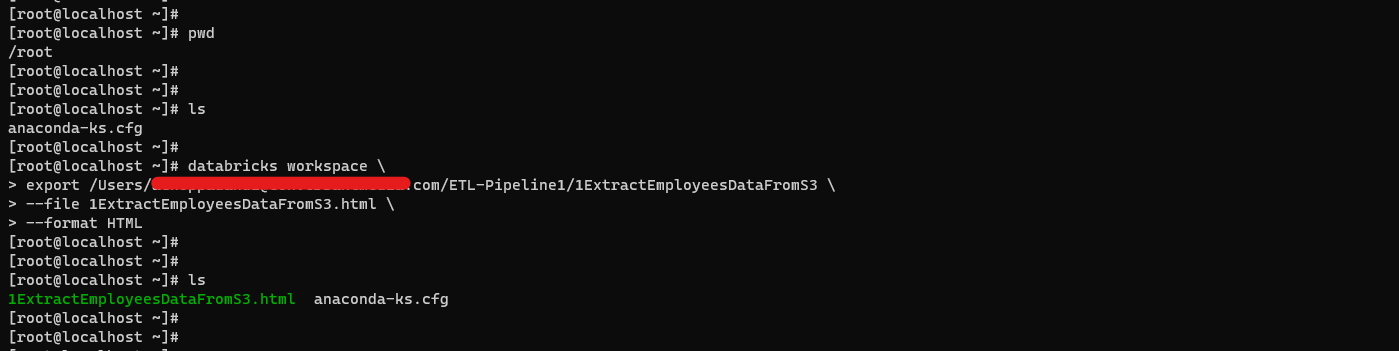 [root@localhost ~]#
[root@localhost ~]# pwd
/root
[root@localhost ~]#
[root@localhost ~]#
[root@localhost ~]# ls
anaconda-ks.cfg
[root@localhost ~]#
[root@localhost ~]# databricks workspace \
> export /Users/ .com/ETL-Pipeline1/1ExtractEmployeesDataFromS3 \
> --file 1ExtractEmployeesDataFromS3.html \
> --format HTML
[root@localhost ~]#
[root@localhost ~]#
[root@localhost ~]# ls
1ExtractEmployeesDataFromS3.html  anaconda-ks.cfg
[root@localhost ~]#
[root@localhost ~]#